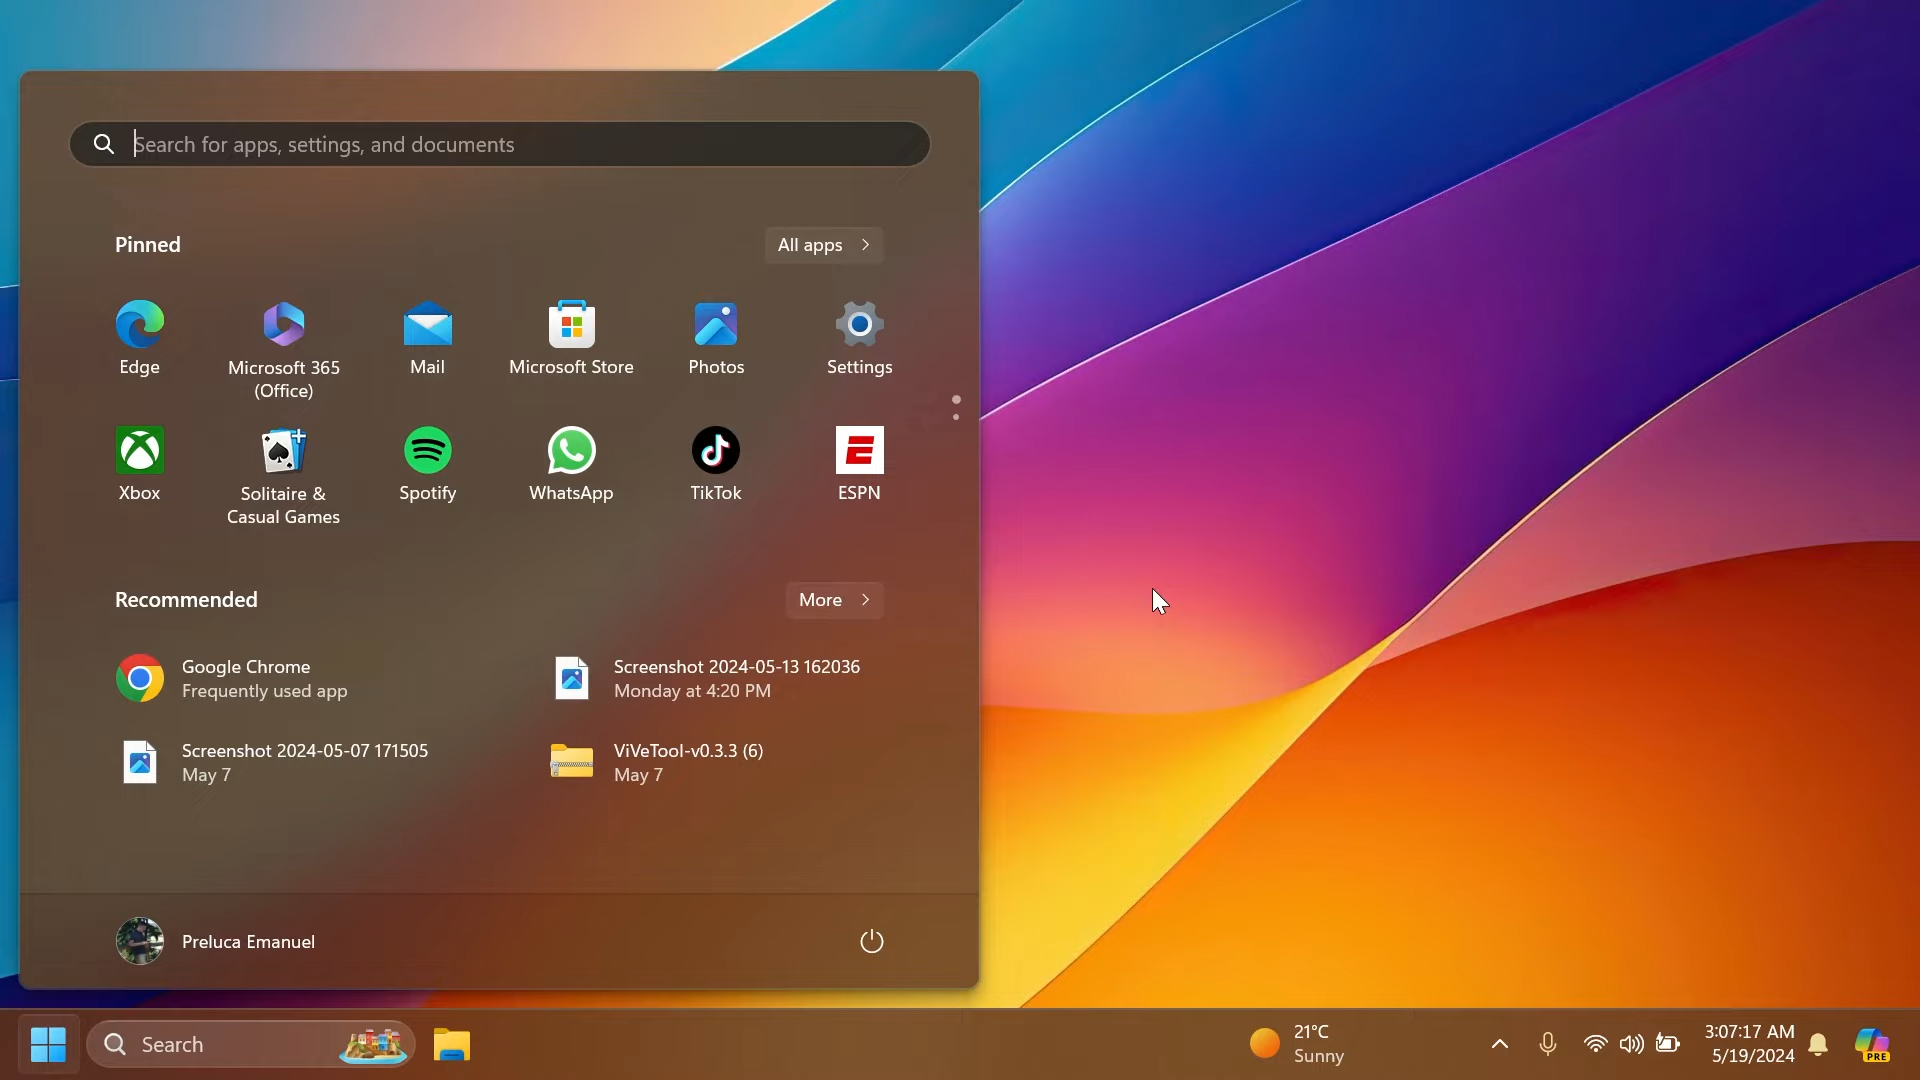 Search for apps, settings, and documents
Pinned
All apps
Edge
Microsoft 365
(Office)
Mail
Microsoft Store
Photos
Settings
Xbox
Solitaire &
Casual Games
Spotify
WhatsApp
TikTok
ESPN
Recommended
More
Google Chrome
Frequently used app
Screenshot 2024-05-13 162036
Monday at 4:20 PM
Screenshot 2024-05-07 171505
May 7
ViVeTool-v0.3.3 (6)
May 7
Preluca Emanuel
Search
21°C
Sunny
3:07:17 AM
5/19/2024
PRE